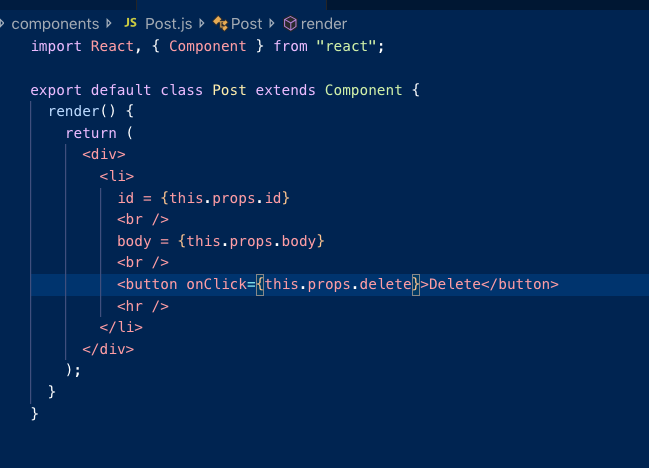 components JS Post.js Post render
import React, { Component } from "react";
export default class Post extends Component {
render() {
return (
<div>
<li>
id = {this.props.id}
<br />
body = {this.props.body}
<br />
<button onClick={this.props.delete}>Delete</button>
<hr />
</li>
</div>
);
}
}